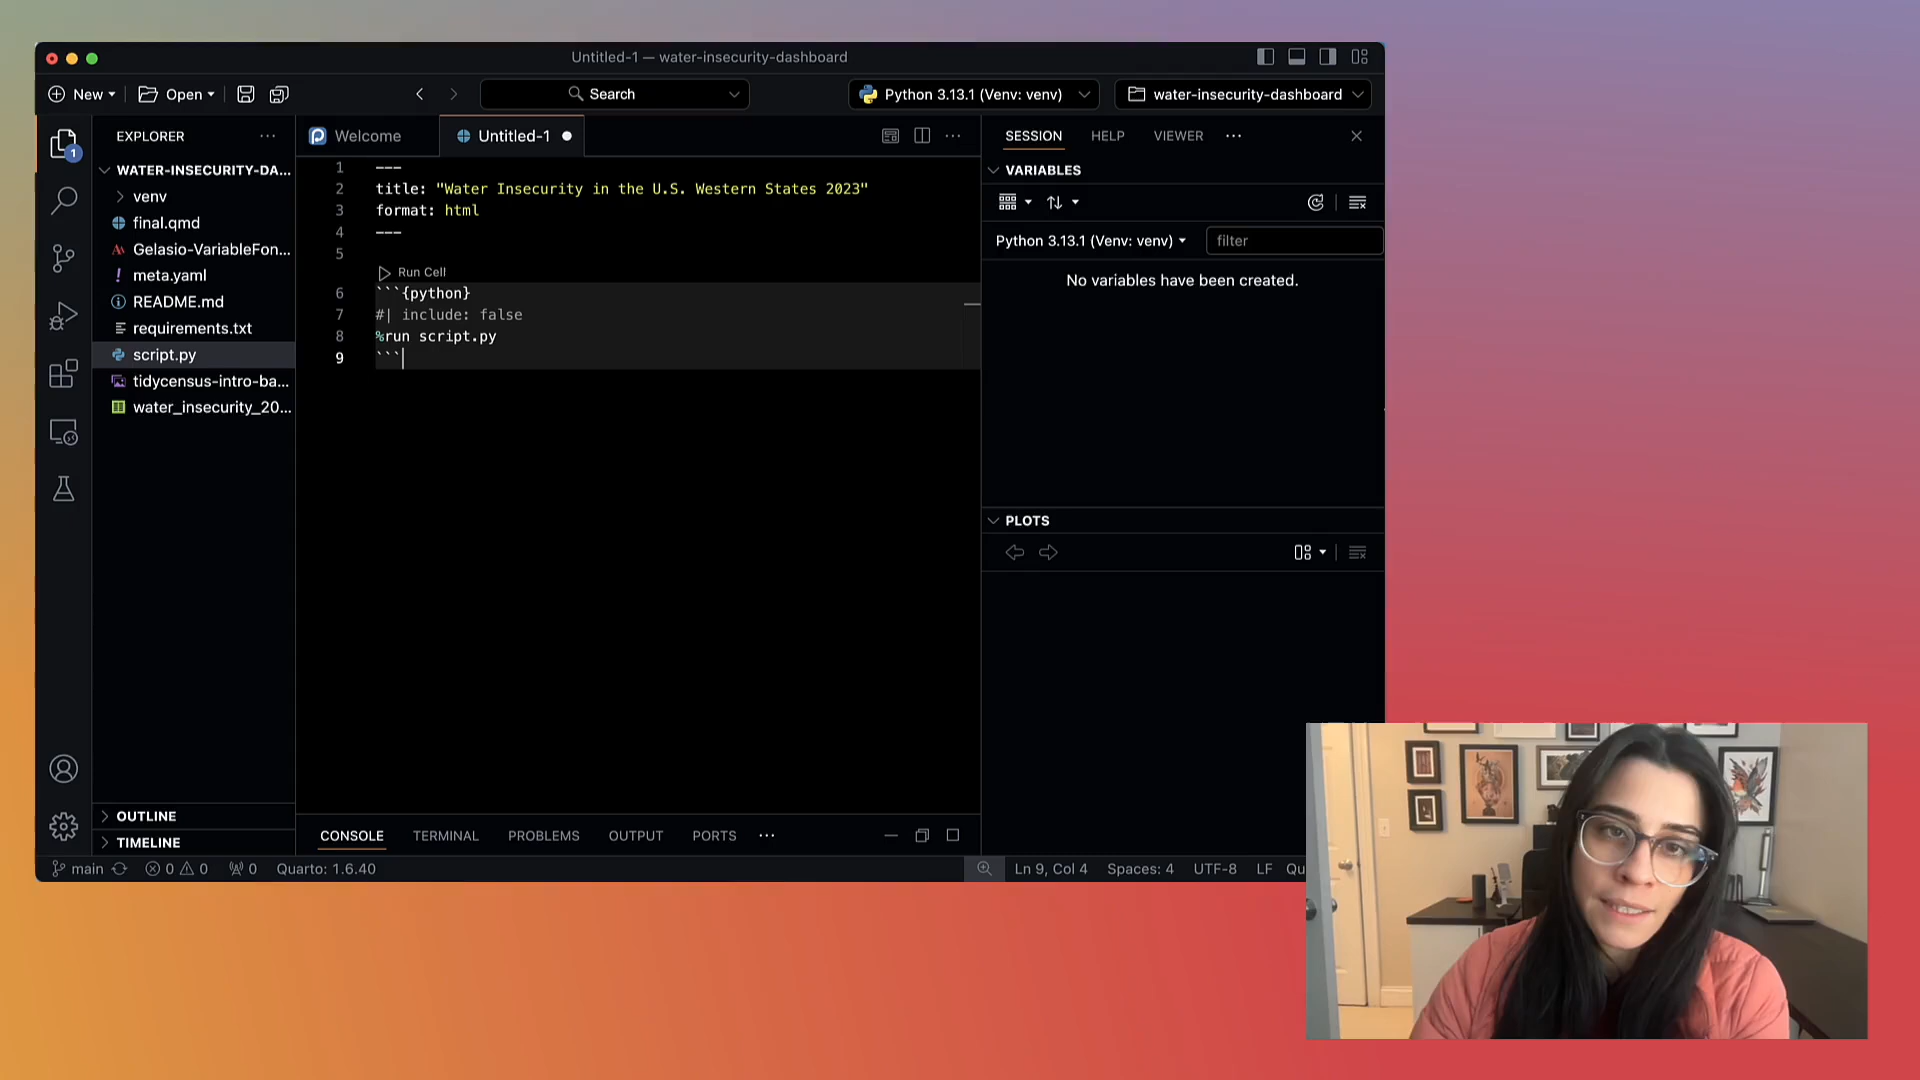 Untitled-1 — water-insecurity-dashboard
New
Open
Search
Python 3.13.1 (Venv: venv)
water-insecurity-dashboard
1
EXPLORER
WATER-INSECURITY-DA...
venv
final.qmd
Gelasio-VariableFon...
meta.yaml
README.md
requirements.txt
script.py
tidycensus-intro-ba...
water_insecurity_20...
OUTLINE
TIMELINE
Welcome
Untitled-1
1 ---
2 title: "Water Insecurity in the U.S. Western States 2023"
3 format: html
4 ---
5
Run Cell
6 ```{python}
7 #| include: false
8 %run script.py
9 ```
SESSION
HELP
VIEWER
VARIABLES
Python 3.13.1 (Venv: venv)
filter
No variables have been created.
PLOTS
CONSOLE
TERMINAL
PROBLEMS
OUTPUT
PORTS
main
0
0
0
Quarto: 1.6.40
Ln 9, Col 4
Spaces: 4
UTF-8
LF
Qu